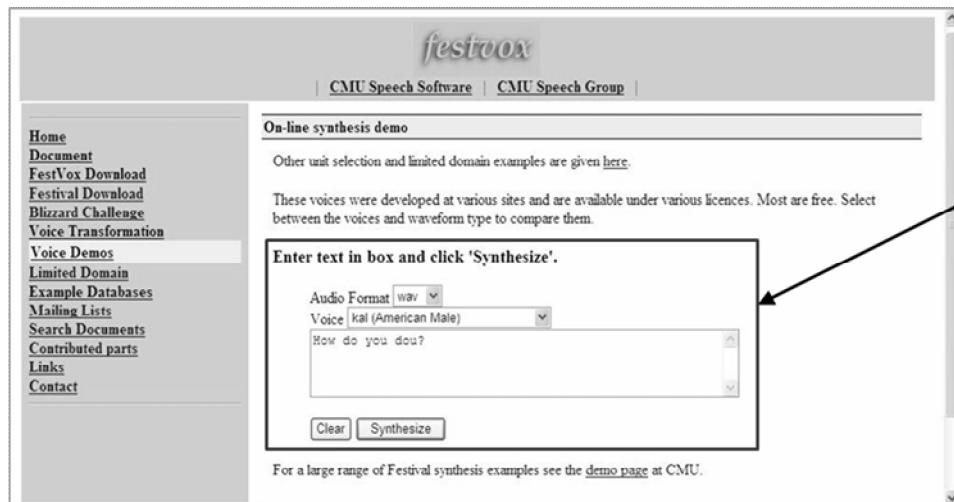 festvox
| CMU Speech Software | CMU Speech Group |
Home
Document
FestVox Download
Festival Download
Blizzard Challenge
Voice Transformation
Voice Demos
Limited Domain
Example Databases
Mailing Lists
Search Documents
Contributed parts
Links
Contact
On-line synthesis demo
Other unit selection and limited domain examples are given here.
These voices were developed at various sites and are available under various licences. Most are free. Select
between the voices and waveform type to compare them.
Enter text in box and click 'Synthesize'.
Audio Format wav
Voice kal (American Male)
How do you dou?
Clear Synthesize
For a large range of Festival synthesis examples see the demo page at CMU.